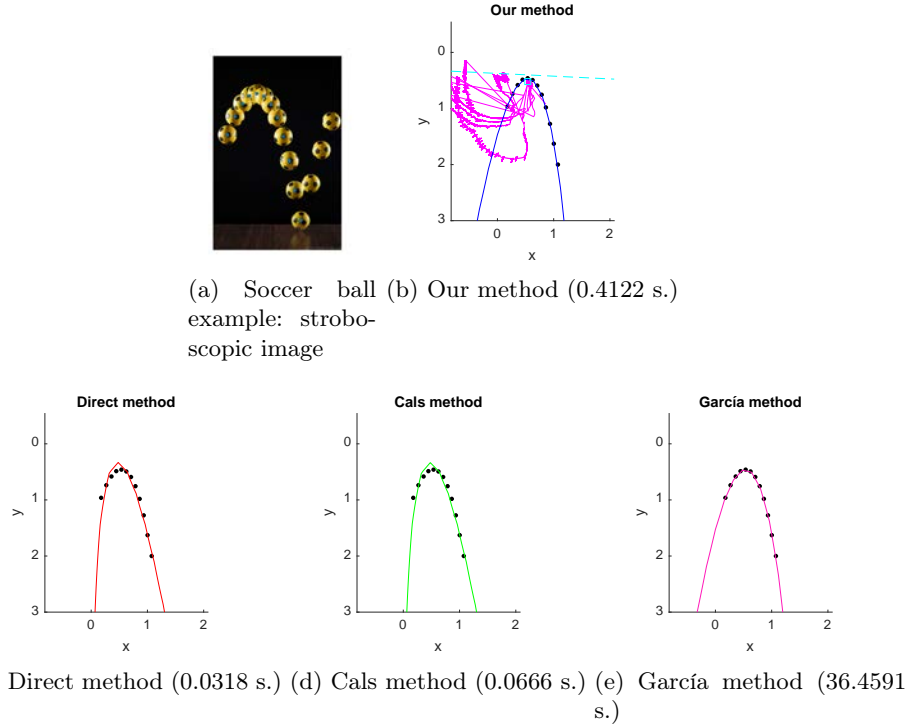 Our method
0
1
2
3
y
0
1
2
x
(a) Soccer ball
example: strobo-
scopic image
(b) Our method (0.4122 s.)
Direct method
0
1
2
3
y
0
1
2
x
Cals method
0
1
2
3
y
0
1
2
x
García method
0
1
2
3
y
0
1
2
x
Direct method (0.0318 s.)
(d) Cals method (0.0666 s.)
(e) García method (36.4591
s.)